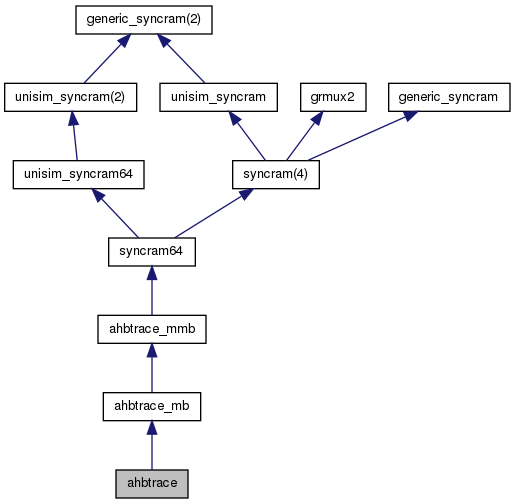 generic_syncram(2)
unisim_syncram(2)
unisim_syncram
grmux2
generic_syncram
unisim_syncram64
syncram(4)
syncram64
ahbtrace_mmb
ahbtrace_mb
ahbtrace